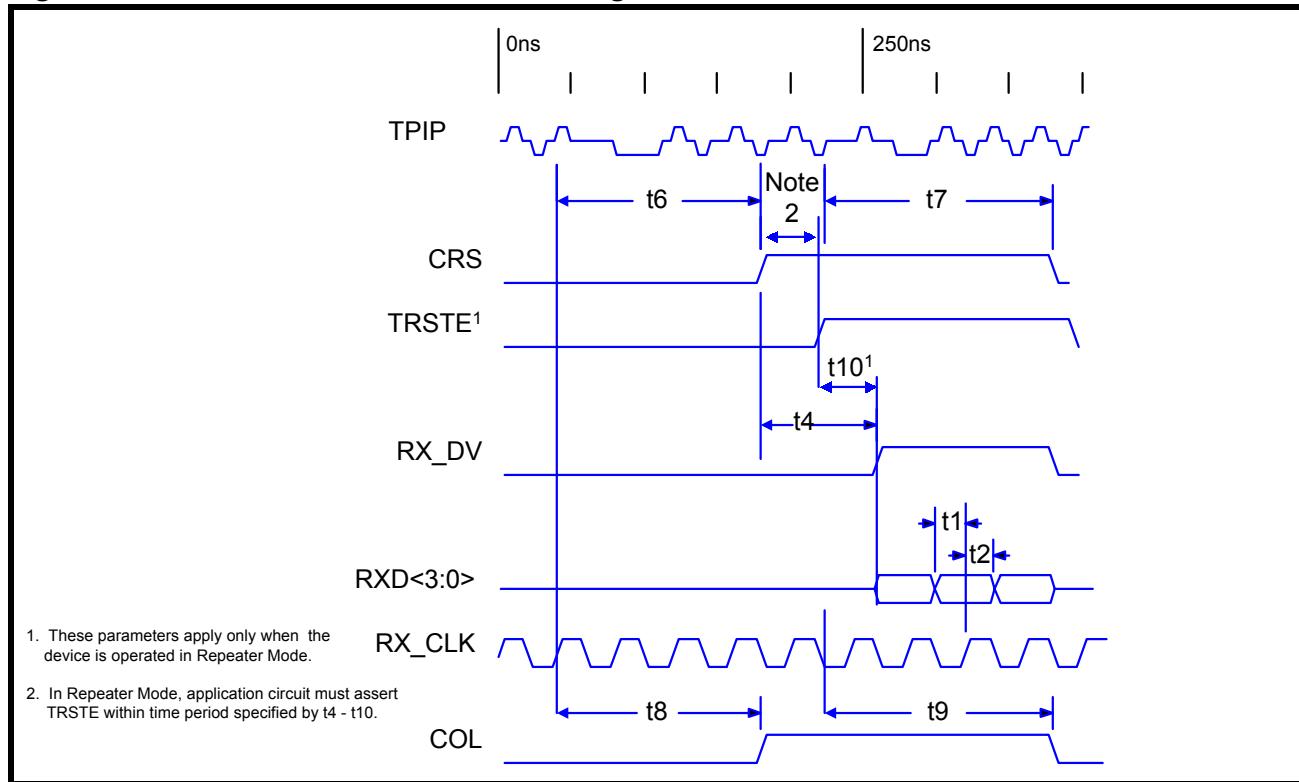 0ns
250ns
TPIP
t6
Note
2
t7
CRS
TRSTE1
t101
t4
RX_DV
t1
t2
RXD<3:0>
RX_CLK
1. These parameters apply only when the
device is operated in Repeater Mode.
2. In Repeater Mode, application circuit must assert
TRSTE within time period specified by t4 - t10.
t8
t9
COL